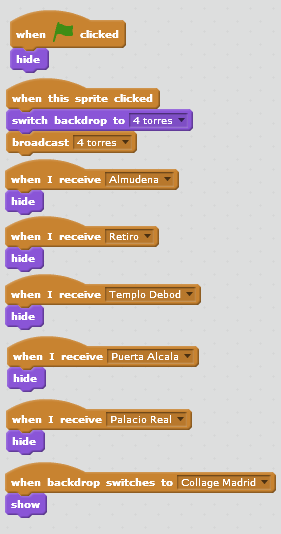 when clicked
hide
when this sprite clicked
switch backdrop to 4 torres
broadcast 4 torres
when I receive Almudena
hide
when I receive Retiro
hide
when I receive Templo Debod
hide
when I receive Puerta Alcala
hide
when I receive Palacio Real
hide
when backdrop switches to Collage Madrid
show